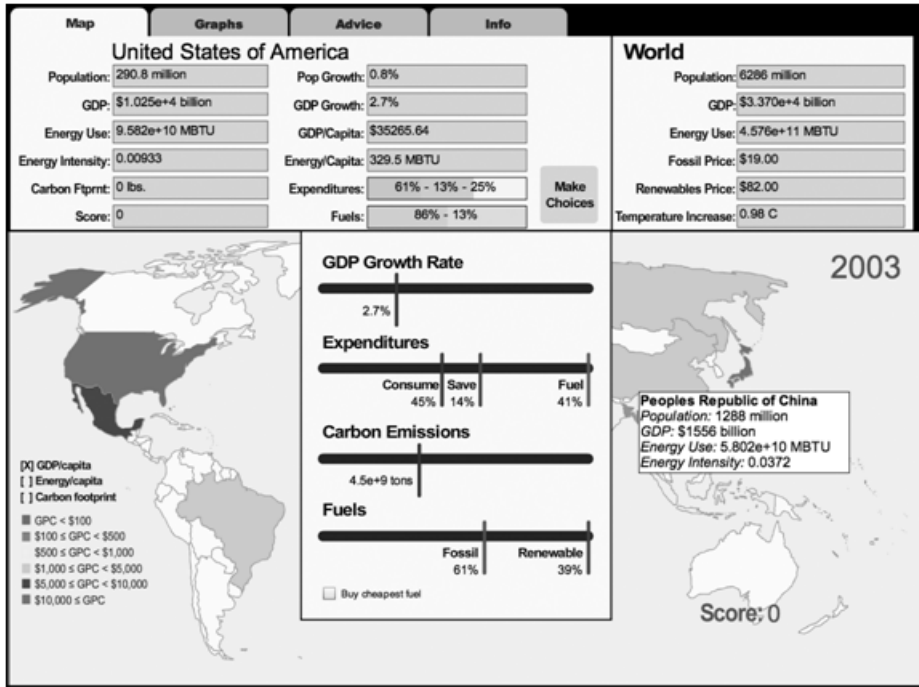 Map
Graphs
Advice
Info
United States of America
Population: 290.8 million
GDP: $1.025e+4 billion
Energy Use: 9.582e+10 MBTU
Energy Intensity: 0.00933
Carbon Ftprnt: 0 lbs.
Score: 0
Pop Growth: 0.8%
GDP Growth: 2.7%
GDP/Capita: $35265.64
Energy/Capita: 329.5 MBTU
Expenditures: 61% - 13% - 25%
Fuels: 86% - 13%
Make
Choices
World
Population: 6286 million
GDP: $3.370e+4 billion
Energy Use: 4.576e+11 MBTU
Fossil Price: $19.00
Renewables Price: $82.00
Temperature Increase: 0.98 C
2003
GDP Growth Rate
2.7%
Expenditures
Consume Save Fuel
45% 14% 41%
Carbon Emissions
4.5e+9 tons
Fuels
Fossil Renewable
61% 39%
Buy cheapest fuel
Peoples Republic of China
Population: 1288 million
GDP: $1556 billion
Energy Use: 5.802e+10 MBTU
Energy Intensity: 0.0372
[X] GDP/capita
[ ] Energy/capita
[ ] Carbon footprint
GPC < $100
$100 ≤ GPC < $500
$500 ≤ GPC < $1,000
$1,000 ≤ GPC < $5,000
$5,000 ≤ GPC < $10,000
$10,000 ≤ GPC
Score: 0